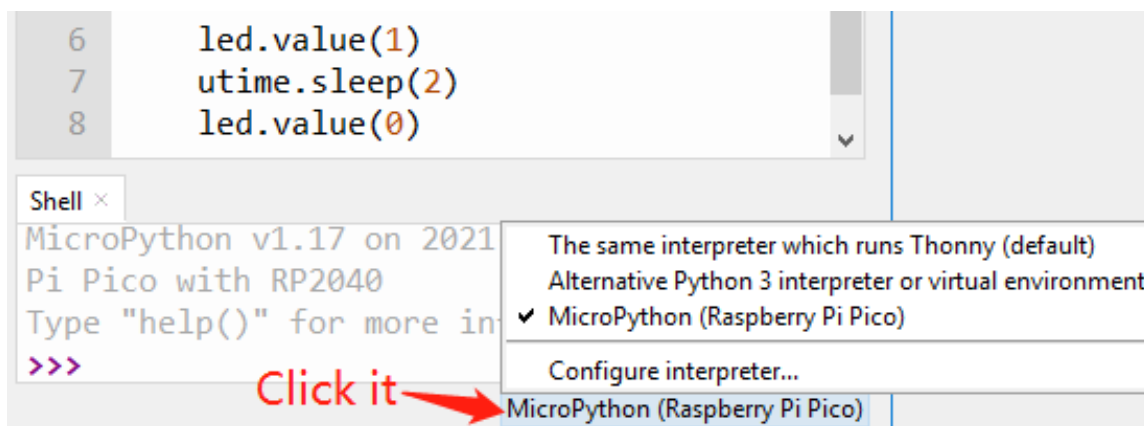 6 led.value(1)
7 utime.sleep(2)
8 led.value(0)
Shell ×
MicroPython v1.17 on 2021
Pi Pico with RP2040
Type "help()" for more
>>>
The same interpreter which runs Thonny (default)
Alternative Python 3 interpreter or virtual environment
✓ MicroPython (Raspberry Pi Pico)
Configure interpreter...
Click it
MicroPython (Raspberry Pi Pico)